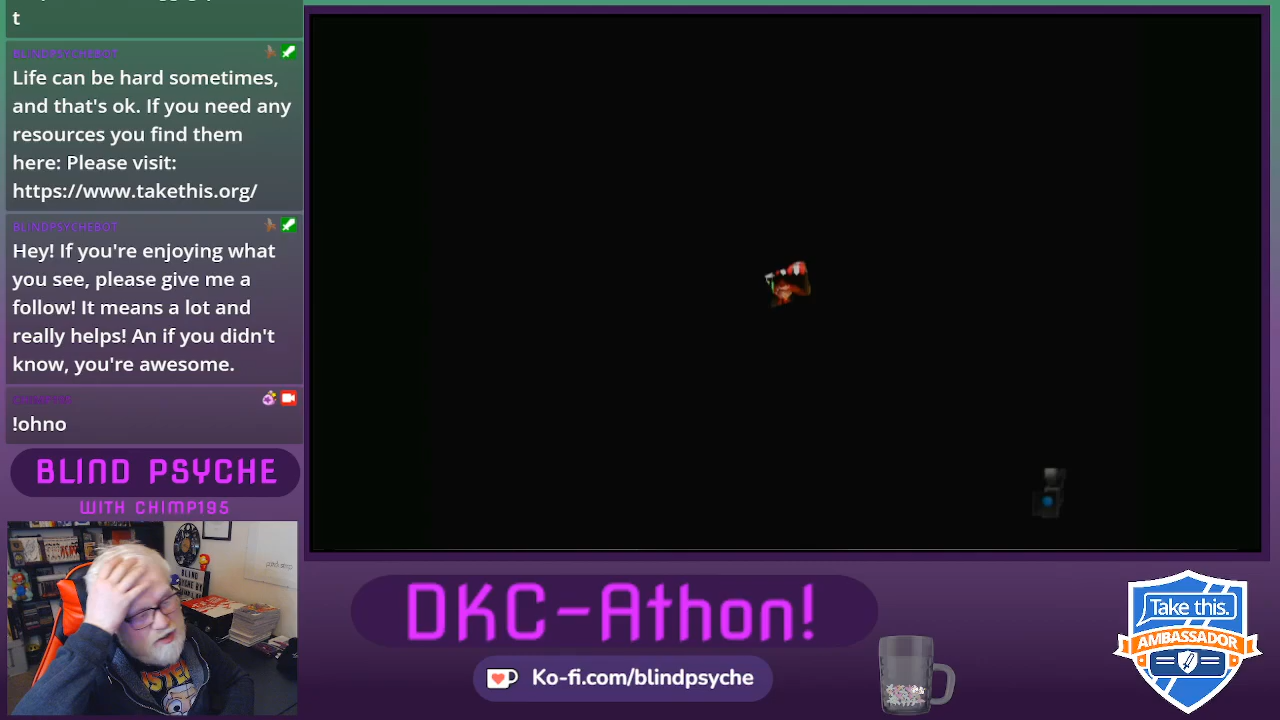 t
BLINDPSYCHEBOT
Life can be hard sometimes,
and that's ok. If you need any
resources you find them
here: Please visit:
https://www.takethis.org/
BLINDPSYCHEBOT
Hey! If you're enjoying what
you see, please give me a
follow! It means a lot and
really helps! An if you didn't
know, you're awesome.
!ohno
BLIND PSYCHE
WITH CHIMP195
DKC-Athon!
Ko-fi.com/blindpsyche
Take this.
AMBASSADOR